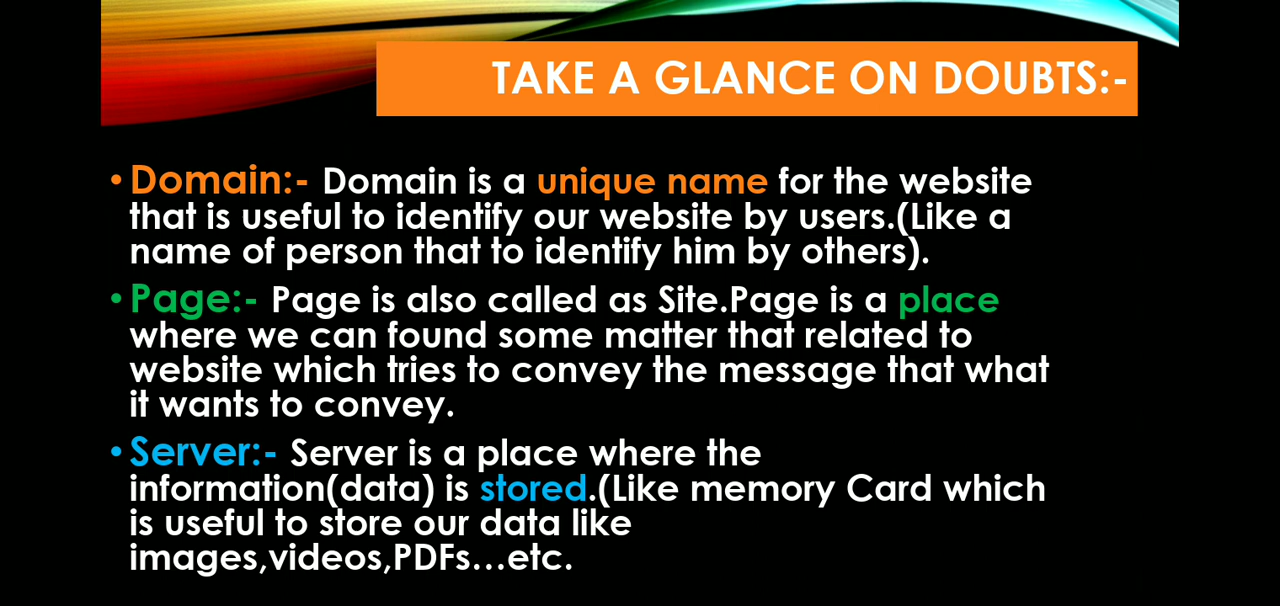 TAKE A GLANCE ON DOUBTS:-
• Domain:- Domain is a unique name for the website
that is useful to identify our website by users.(Like a
name of person that to identify him by others).
• Page:- Page is also called as Site.Page is a place
where we can found some matter that related to
website which tries to convey the message that what
it wants to convey.
• Server:- Server is a place where the
information(data) is stored.(Like memory Card which
is useful to store our data like
images,videos,PDFs...etc.